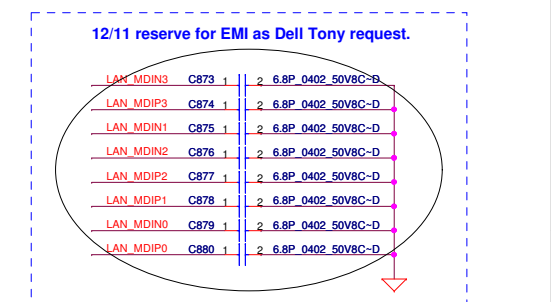 12/11 reserve for EMI as Dell Tony request.
LAN_MDIN3 C873 1 2 6.8P_0402_50V8C~D
LAN_MDIP3 C874 1 2 6.8P_0402_50V8C~D
LAN_MDIN1 C875 1 2 6.8P_0402_50V8C~D
LAN_MDIN2 C876 1 2 6.8P_0402_50V8C~D
LAN_MDIP2 C877 1 2 6.8P_0402_50V8C~D
LAN_MDIP1 C878 1 2 6.8P_0402_50V8C~D
LAN_MDIN0 C879 1 2 6.8P_0402_50V8C~D
LAN_MDIP0 C880 1 2 6.8P_0402_50V8C~D